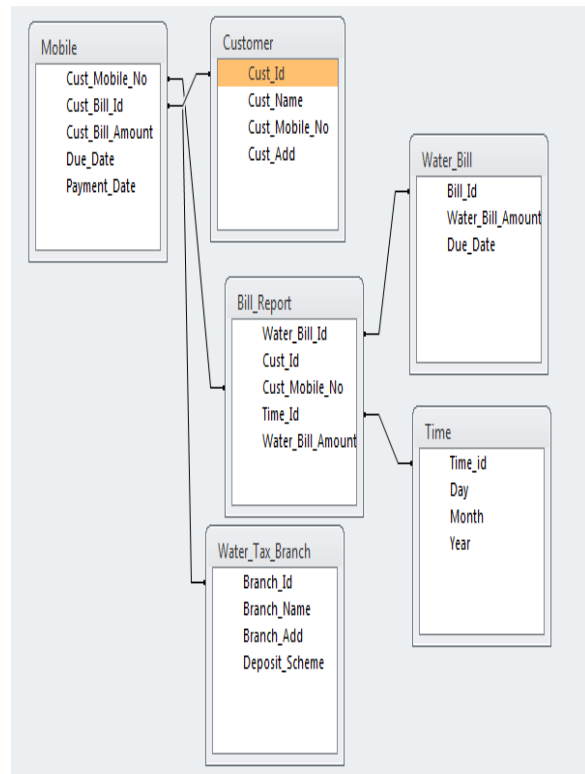 Mobile
Cust_Mobile_No
Cust_Bill_Id
Cust_Bill_Amount
Due_Date
Payment_Date
Customer
Cust_Id
Cust_Name
Cust_Mobile_No
Cust_Add
Water_Bill
Bill_Id
Water_Bill_Amount
Due_Date
Bill_Report
Water_Bill_Id
Cust_Id
Cust_Mobile_No
Time_Id
Water_Bill_Amount
Time
Time_id
Day
Month
Year
Water_Tax_Branch
Branch_Id
Branch_Name
Branch_Add
Deposit_Scheme